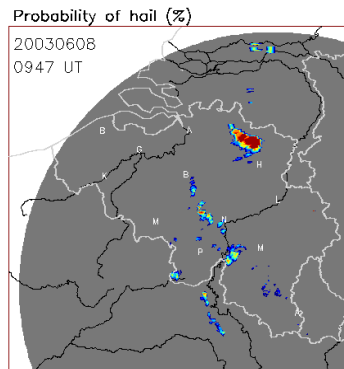 Probability of hail (%)
20030608
0947 UT
B
A
G
H
B
K
L
M
N
M
P
A